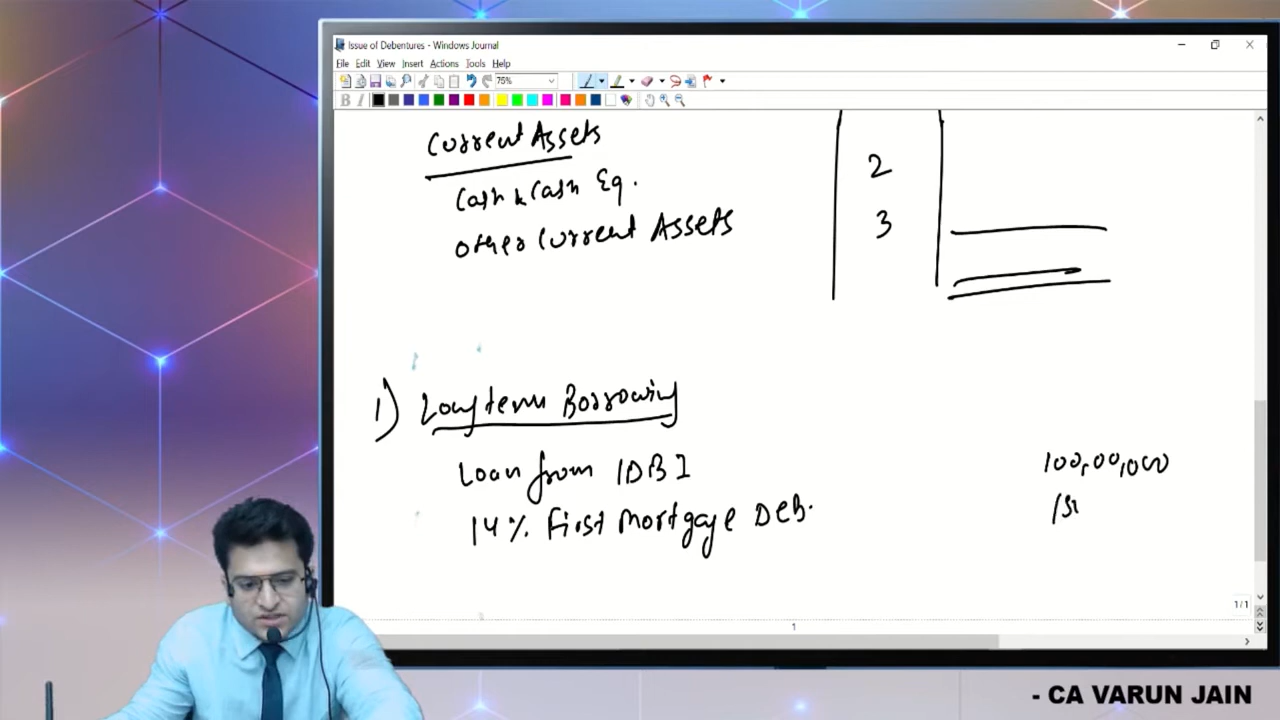 Issue of Debentures - Windows Journal
File Edit View Insert Actions Tools Help
75%
Current Assets
Cash & Cash Eq. 2
Other Current Assets 3
1) Long term Borrowing
Loan from IDBI 100,00,000
14% First Mortgage Deb. 15
1/1
1
- CA VARUN JAIN